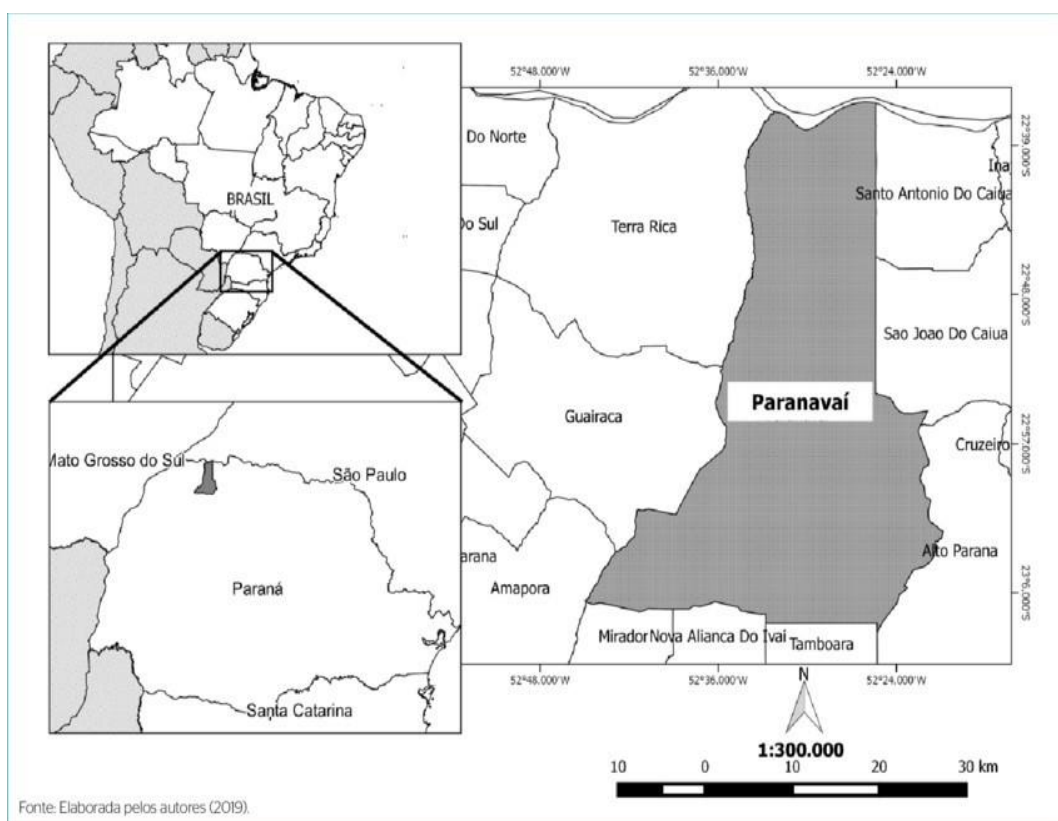 52°48.000'W 52°36.000'W 52°24.000'W
BRASIL
Do Norte
Do Sul
Terra Rica
Santo Antonio Do Caiua
Ina
22°39.000'S
22°48.000'S
Sao Joao Do Caiua
Paranavaí
Guairaca
Cruzeiro
22°57.000'S
Mato Grosso do Sul
São Paulo
Paraná
Santa Catarina
arana
Amapora
Alto Parana
23°6.000'S
Mirador Nova Alianca Do Ivai
Tamboara
52°48.000'W 52°36.000'W 52°24.000'W
N
1:300.000
10 0 10 20 30 km
Fonte: Elaborada pelos autores (2019).